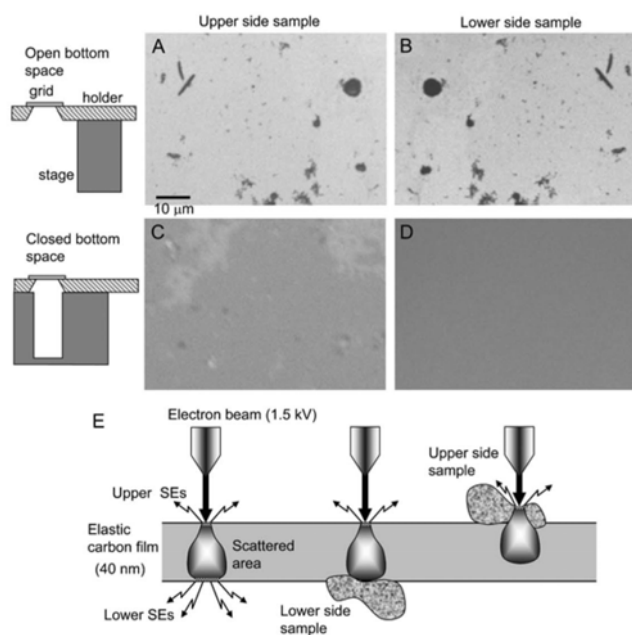 Upper side sample
Lower side sample
Open bottom
space
grid
holder
stage
A
B
10 μm
Closed bottom
space
C
D
E
Electron beam (1.5 kV)
Upper side
sample
Upper SEs
Elastic
carbon film
(40 nm)
Scattered
area
Lower SEs
Lower side
sample